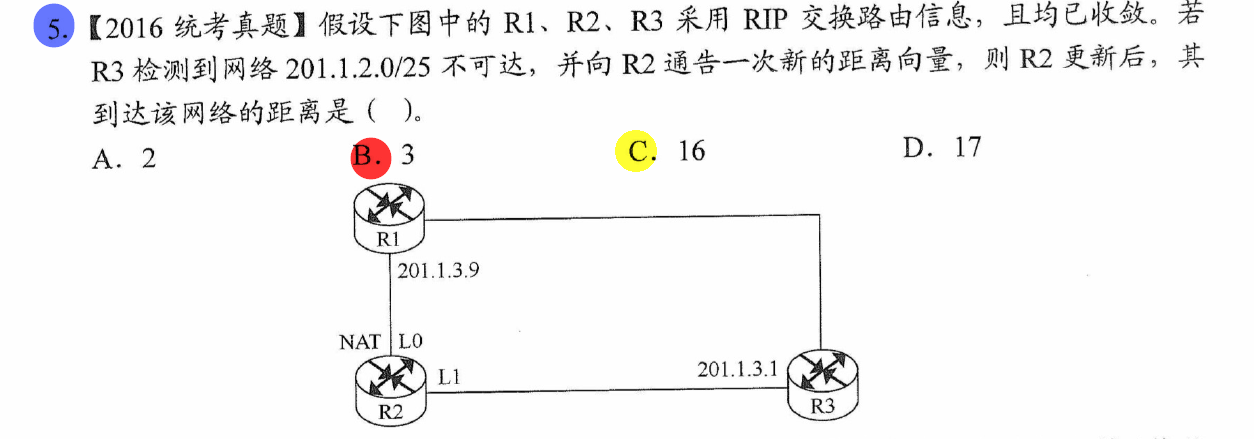 5.【2016 统考真题】假设下图中的 R1、R2、R3 采用 RIP 交换路由信息，且均已收敛。若
R3 检测到网络 201.1.2.0/25 不可达，并向 R2 通告一次新的距离向量，则 R2 更新后，其
到达该网络的距离是（ ）。
A. 2 B. 3 C. 16 D. 17
R1
201.1.3.9
NAT L0
L1 201.1.3.1
R2 R3